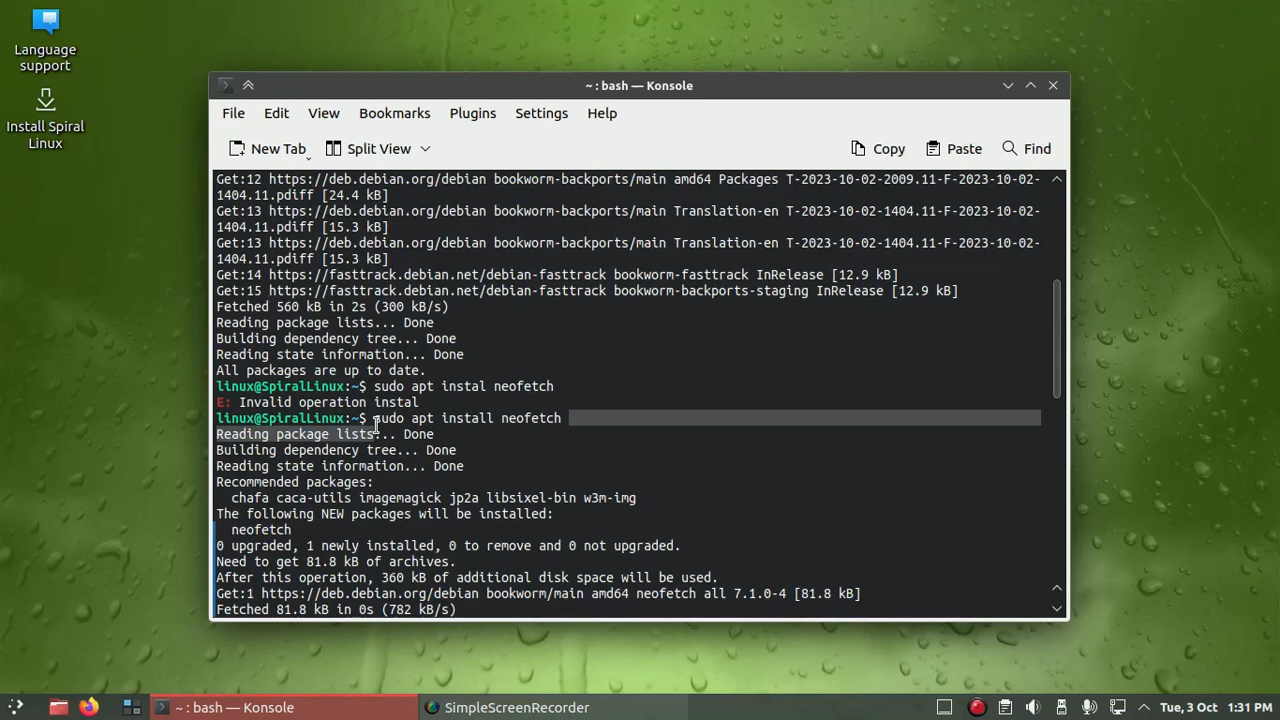 Language
support
Install Spiral
Linux
~ : bash — Konsole
File Edit View Bookmarks Plugins Settings Help
New Tab Split View Copy Paste Find
Get:12 https://deb.debian.org/debian bookworm-backports/main amd64 Packages T-2023-10-02-2009.11-F-2023-10-02-
1404.11.pdiff [24.4 kB]
Get:13 https://deb.debian.org/debian bookworm-backports/main Translation-en T-2023-10-02-1404.11-F-2023-10-02-
1404.11.pdiff [15.3 kB]
Get:13 https://deb.debian.org/debian bookworm-backports/main Translation-en T-2023-10-02-1404.11-F-2023-10-02-
1404.11.pdiff [15.3 kB]
Get:14 https://fasttrack.debian.net/debian-fasttrack bookworm-fasttrack InRelease [12.9 kB]
Get:15 https://fasttrack.debian.net/debian-fasttrack bookworm-backports-staging InRelease [12.9 kB]
Fetched 560 kB in 2s (300 kB/s)
Reading package lists... Done
Building dependency tree... Done
Reading state information... Done
All packages are up to date.
linux@SpiralLinux:~$ sudo apt instal neofetch
E: Invalid operation instal
linux@SpiralLinux:~$ sudo apt install neofetch
Reading package lists... Done
Building dependency tree... Done
Reading state information... Done
Recommended packages:
chafa caca-utils imagemagick jp2a libsixel-bin w3m-img
The following NEW packages will be installed:
neofetch
0 upgraded, 1 newly installed, 0 to remove and 0 not upgraded.
Need to get 81.8 kB of archives.
After this operation, 360 kB of additional disk space will be used.
Get:1 https://deb.debian.org/debian bookworm/main amd64 neofetch all 7.1.0-4 [81.8 kB]
Fetched 81.8 kB in 0s (782 kB/s)
~ : bash — Konsole SimpleScreenRecorder Tue, 3 Oct 1:31 PM